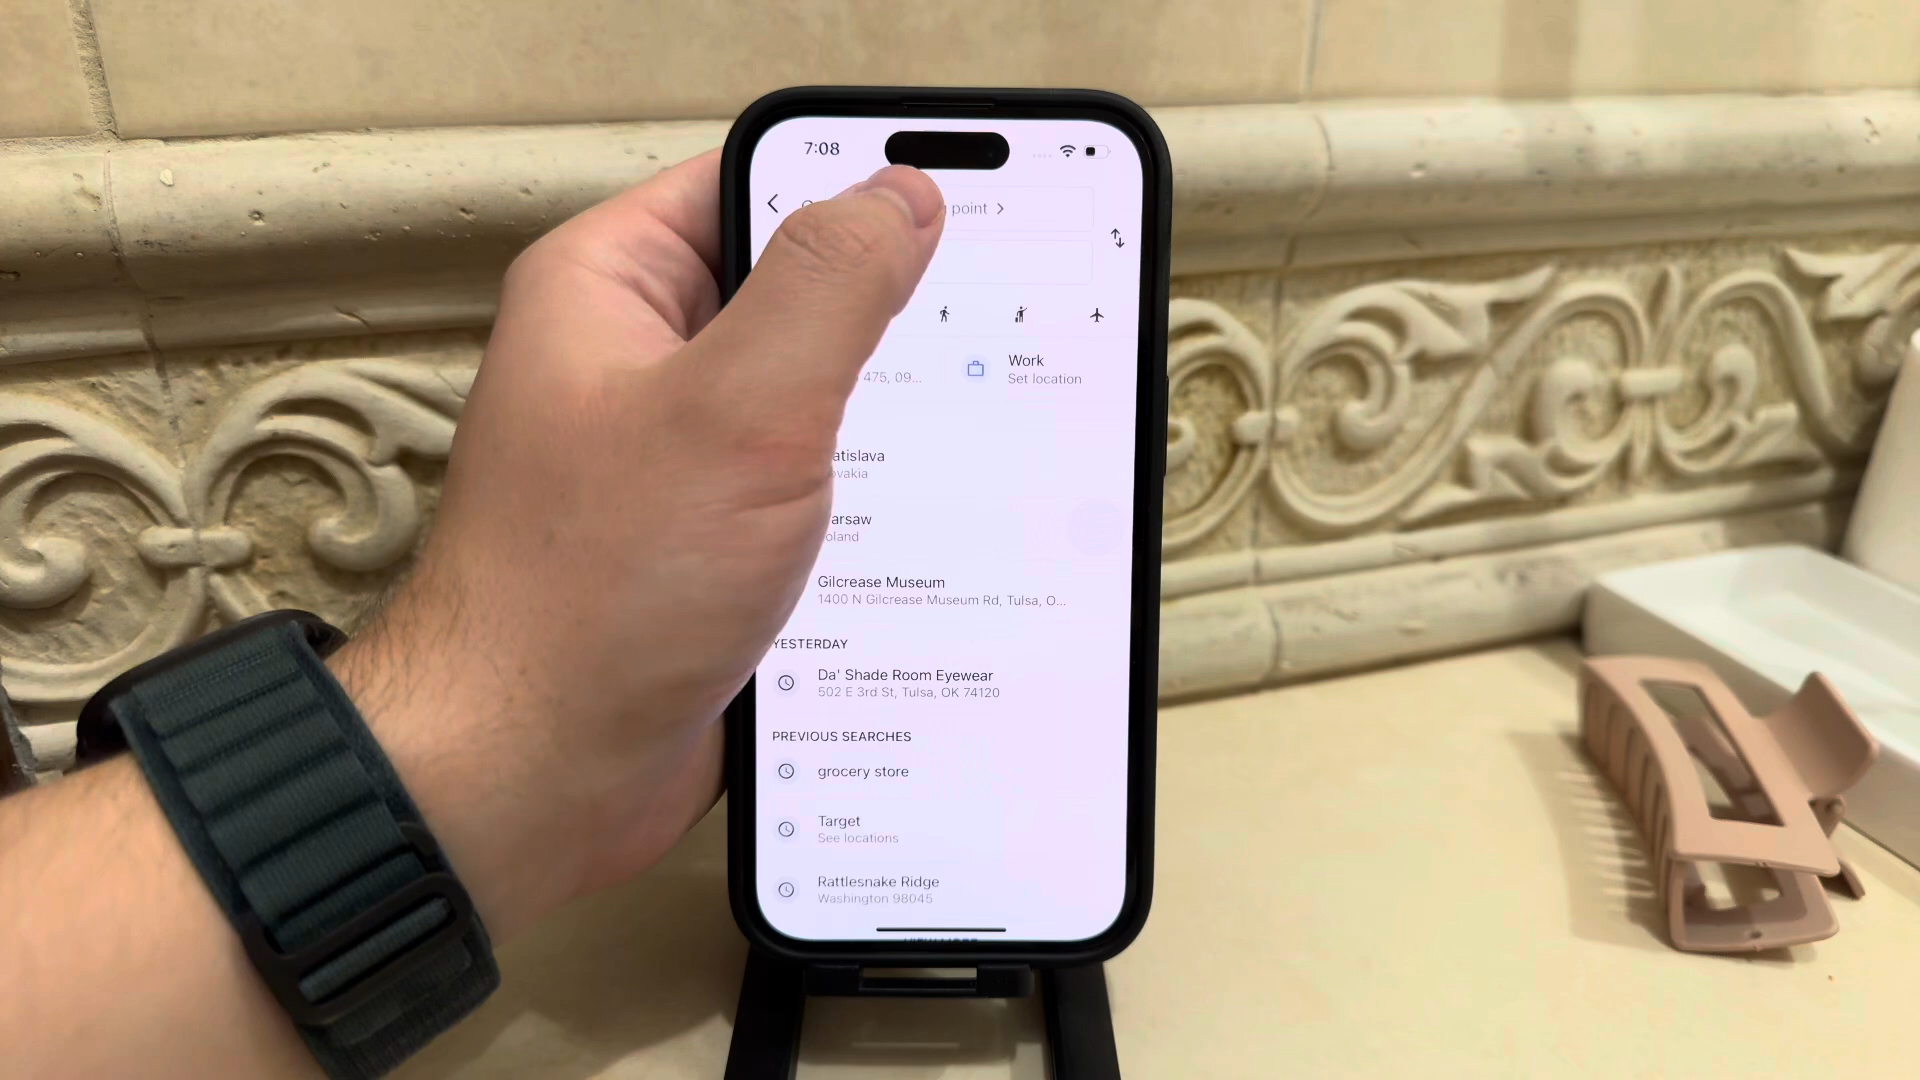 7:08
point
475, 09...
Work
Set location
atislava
ovakia
arsaw
oland
Gilcrease Museum
1400 N Gilcrease Museum Rd, Tulsa, O...
YESTERDAY
Da' Shade Room Eyewear
502 E 3rd St, Tulsa, OK 74120
PREVIOUS SEARCHES
grocery store
Target
See locations
Rattlesnake Ridge
Washington 98045